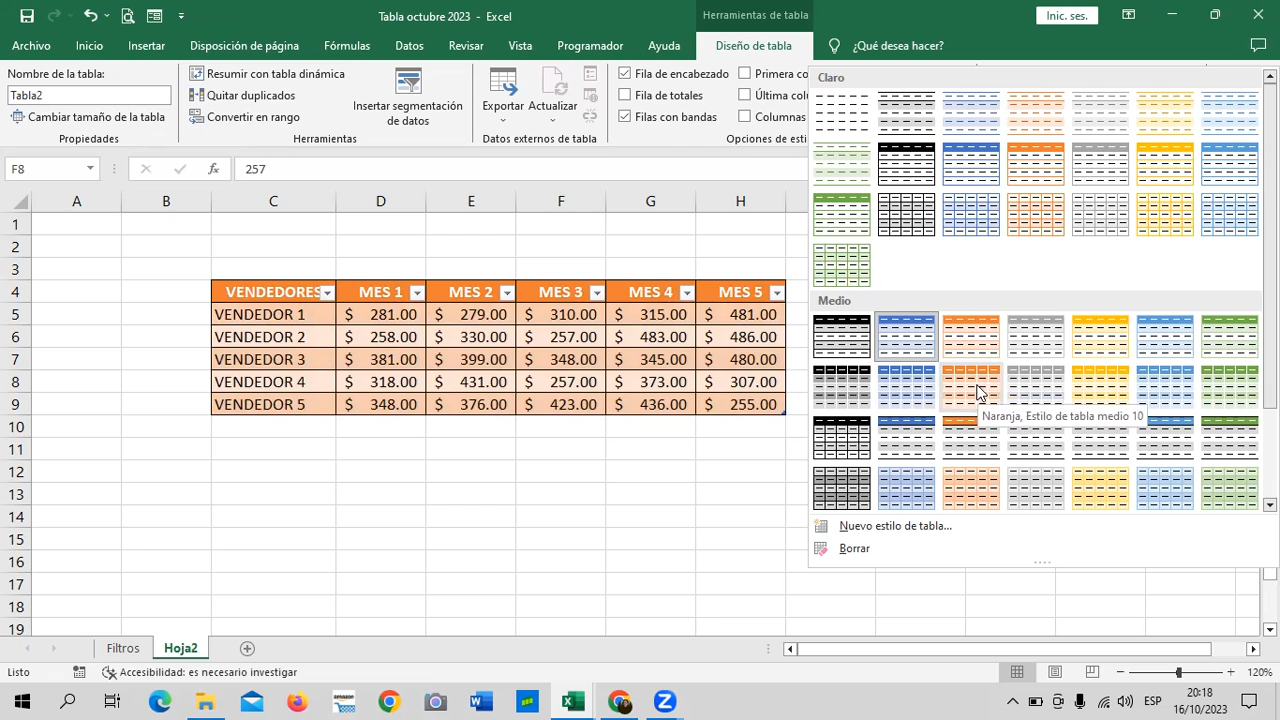 Tabla octubre 2023 - Excel
Herramientas de tabla
Inic. ses.
Archivo Inicio Insertar Disposición de página Fórmulas Datos Revisar Vista Programador Ayuda Diseño de tabla ¿Qué desea hacer?
Nombre de la tabla:
Tabla2
Cambiar tamaño de la tabla
Propiedades
Resumir con tabla dinámica
Quitar duplicados
Convertir en rango
Herramientas
Insertar segmentación
de datos
Exportar Actualizar
Datos externos de tabla
Fila de encabezado
Fila de totales
Filas con bandas
Primera co
Última colu
Columnas
Opciones de esti
Claro
Medio
Naranja, Estilo de tabla medio 10
Nuevo estilo de tabla...
Borrar
F8 fx 257
A B C D E F G H
1
2
3
4 VENDEDORES MES 1 MES 2 MES 3 MES 4 MES 5
5 VENDEDOR 1 $ 281.00 $ 279.00 $ 310.00 $ 315.00 $ 481.00
6 VENDEDOR 2 $ 258.00 $ 330.00 $ 257.00 $ 483.00 $ 486.00
7 VENDEDOR 3 $ 381.00 $ 399.00 $ 348.00 $ 345.00 $ 480.00
8 VENDEDOR 4 $ 318.00 $ 431.00 $ 257.00 $ 373.00 $ 307.00
9 VENDEDOR 5 $ 348.00 $ 376.00 $ 423.00 $ 436.00 $ 255.00
10
11
12
13
14
15
16
17
18
19
Filtros Hoja2
Listo Accesibilidad: es necesario investigar 120%
ESP
20:18
16/10/2023